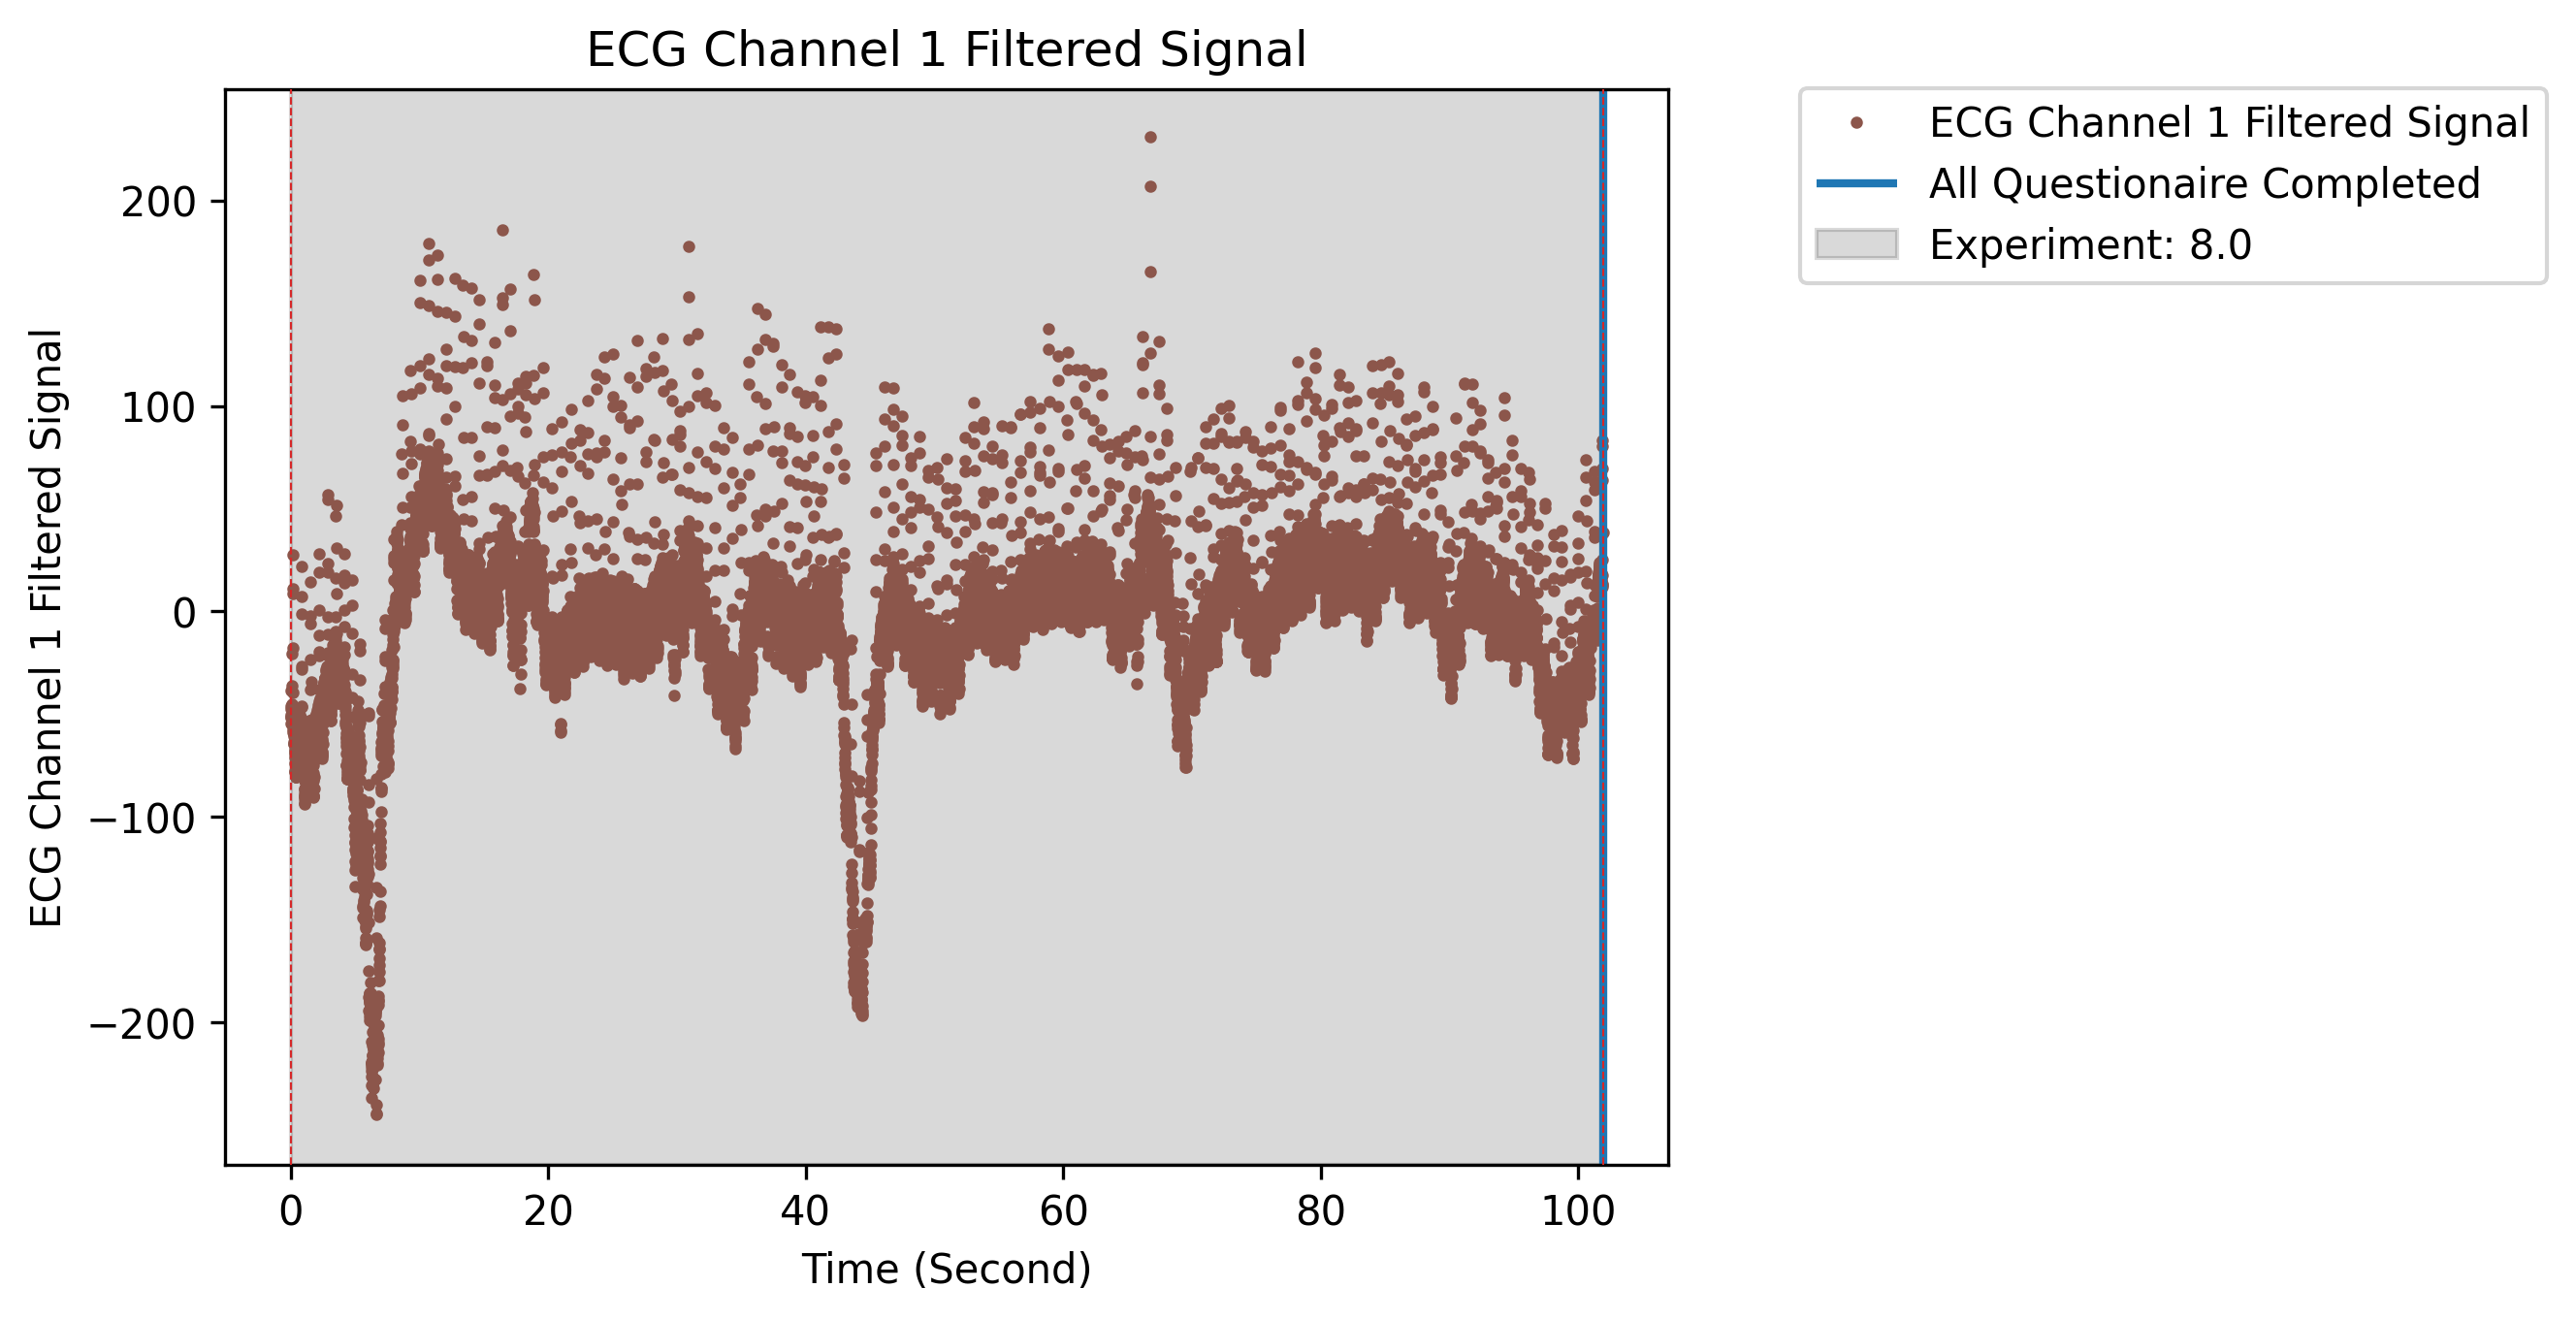 ECG Channel 1 Filtered Signal
ECG Channel 1 Filtered Signal
200
100
0
−100
−200
0 20 40 60 80 100
Time (Second)
ECG Channel 1 Filtered Signal
All Questionaire Completed
Experiment: 8.0